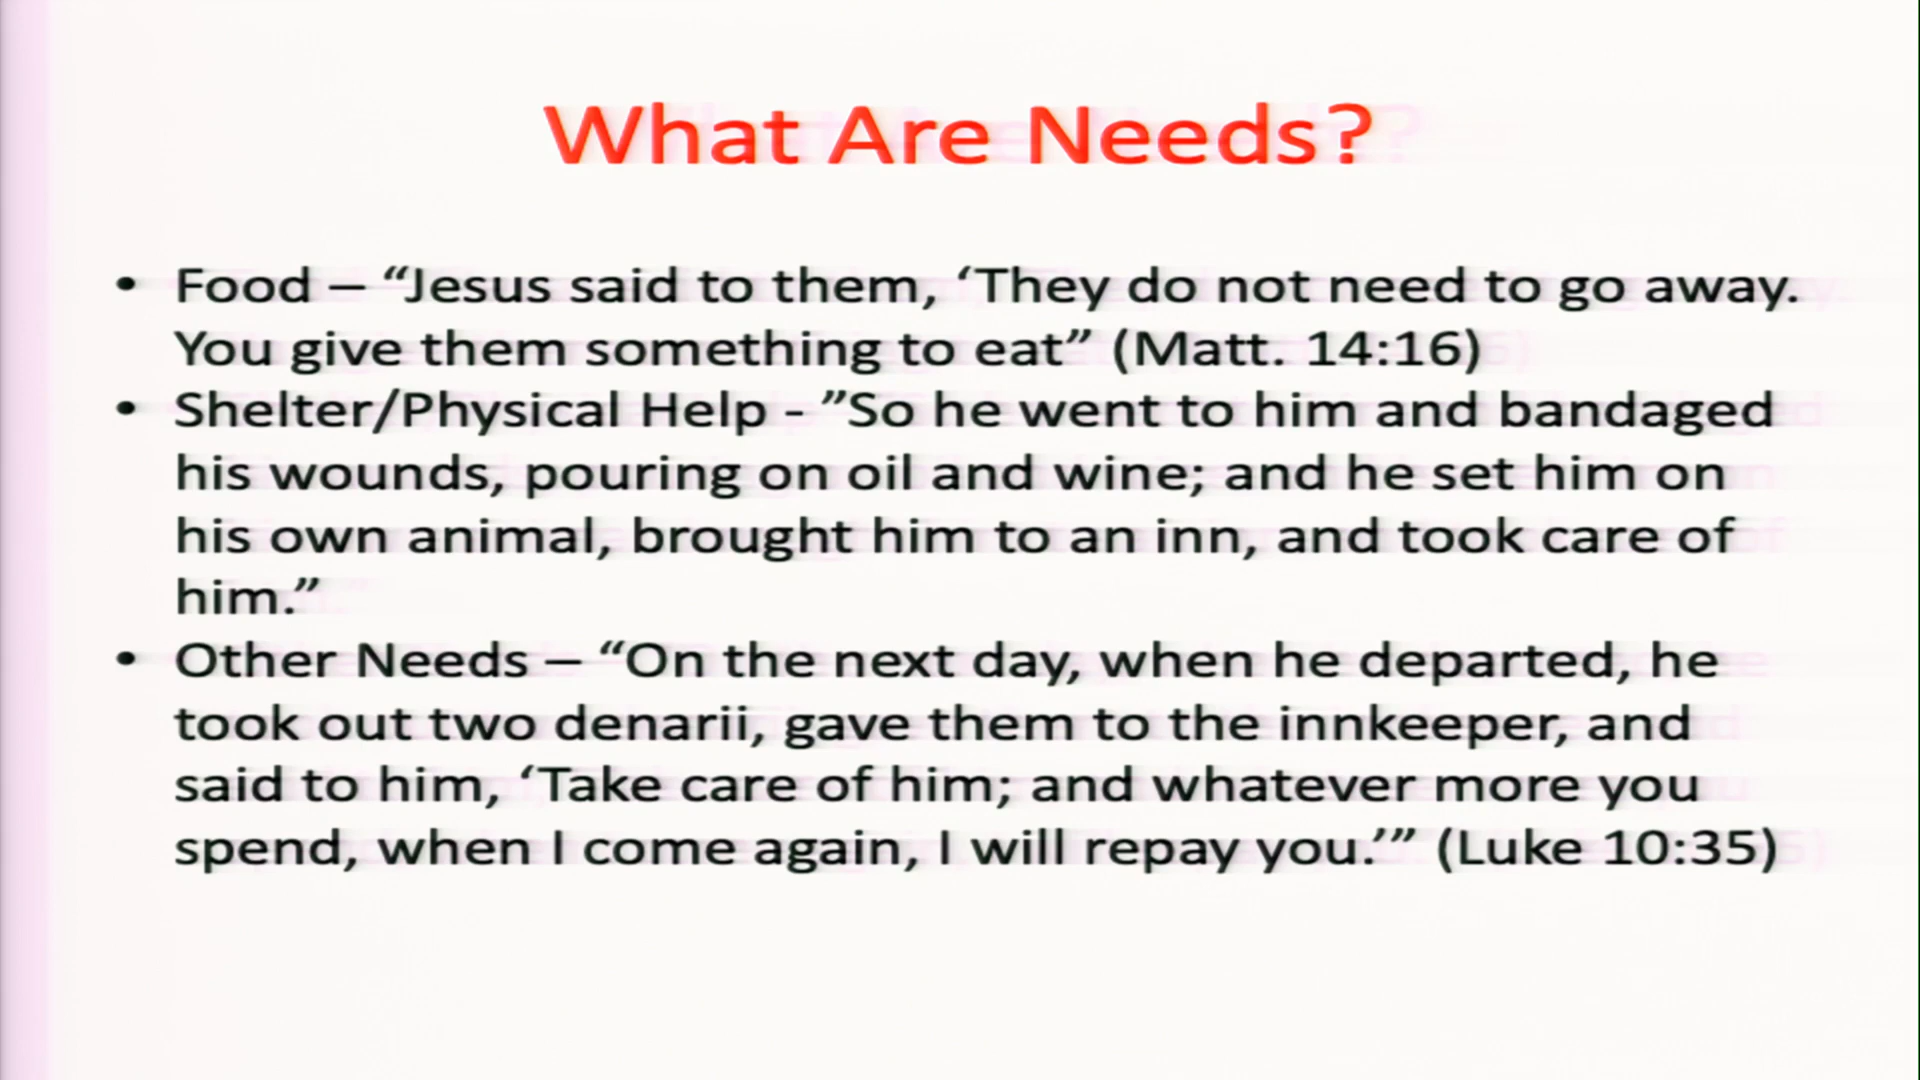 What Are Needs?
• Food – “Jesus said to them, ‘They do not need to go away.
You give them something to eat” (Matt. 14:16)
• Shelter/Physical Help - ”So he went to him and bandaged
his wounds, pouring on oil and wine; and he set him on
his own animal, brought him to an inn, and took care of
him.”
• Other Needs – “On the next day, when he departed, he
took out two denarii, gave them to the innkeeper, and
said to him, ‘Take care of him; and whatever more you
spend, when I come again, I will repay you.’” (Luke 10:35)